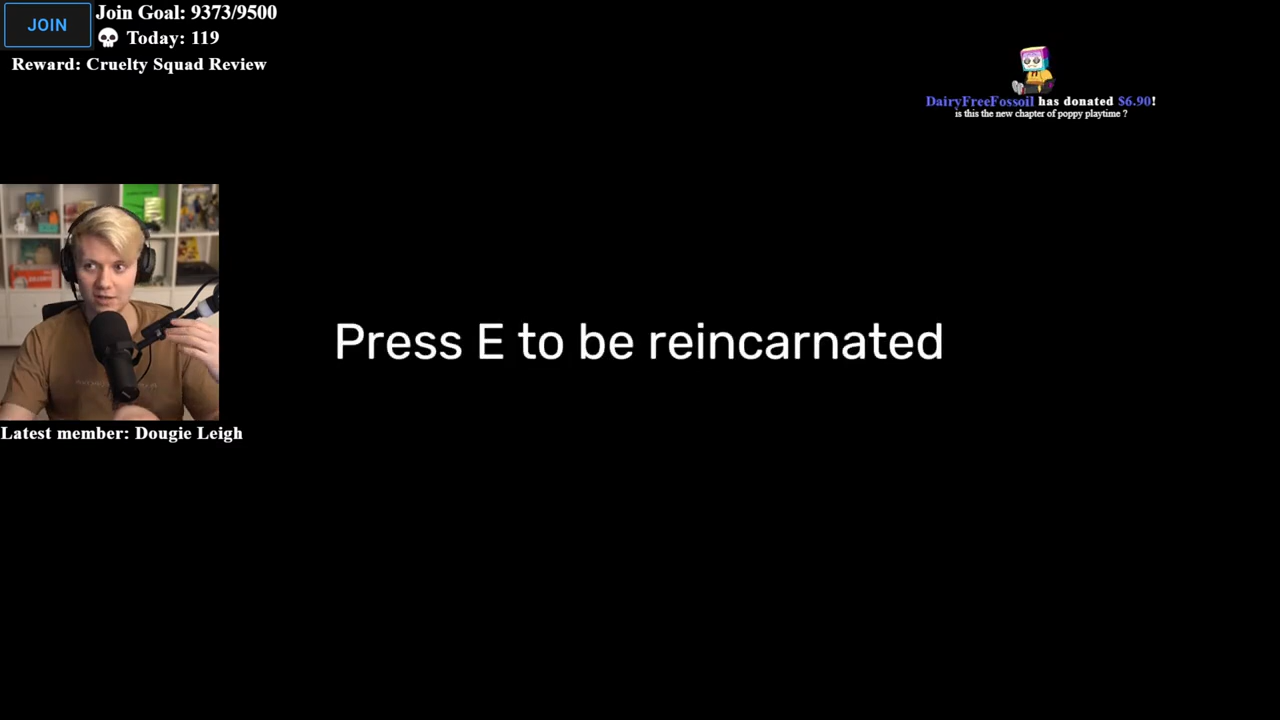 JOIN
Join Goal: 9373/9500
Today: 119
Reward: Cruelty Squad Review
DairyFreeFossoil has donated $6.90!
is this the new chapter of poppy playtime ?
Press E to be reincarnated
Latest member: Dougie Leigh